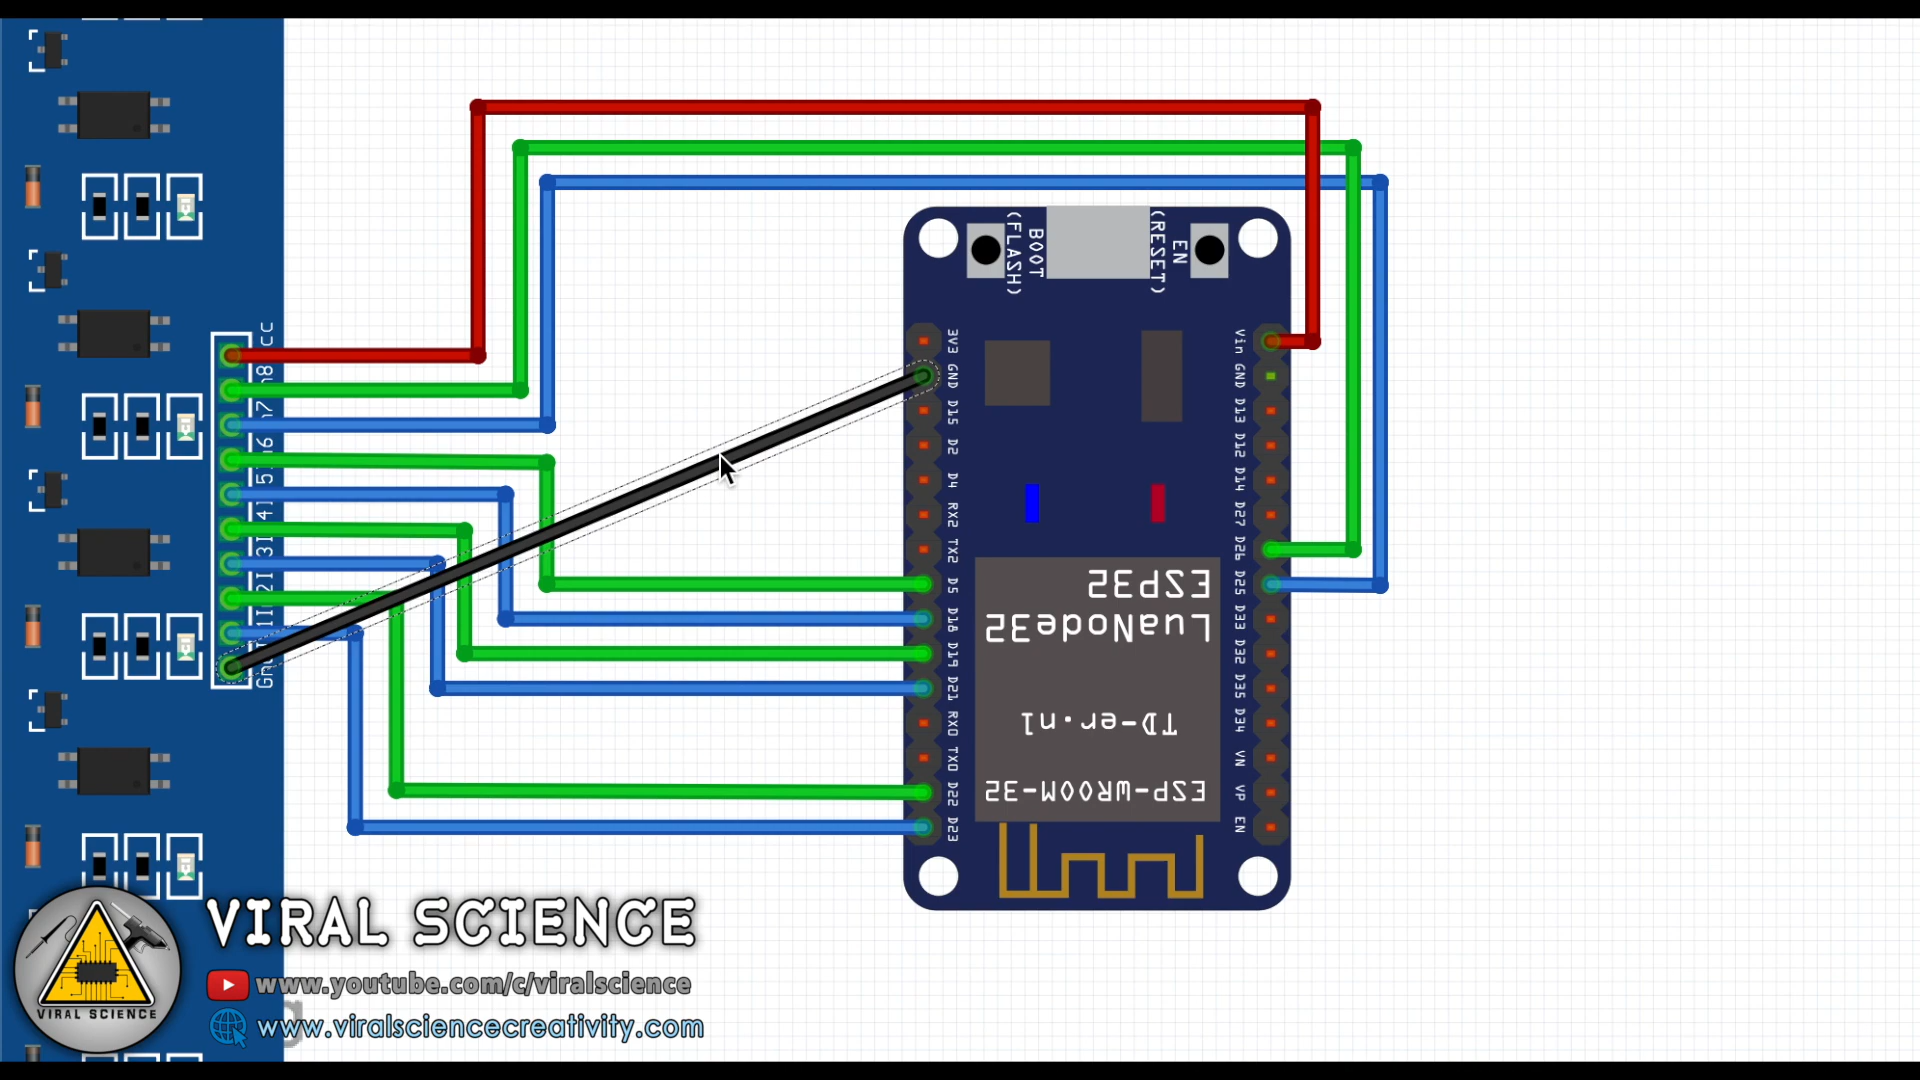 BOOT
(FLASH)
EN
(RESET)
3V3
GND
D15
D2
D4
RX2
TX2
D5
D18
D19
D21
RX0
TX0
D22
D23
Vin
GND
D13
D12
D14
D27
D26
D25
D33
D32
D35
D34
VN
VP
EN
ESP32
LuaNode32
TD-er.nl
ESP-WROOM-32
VIRAL SCIENCE
VIRAL SCIENCE
www.youtube.com/c/viralscience
www.viralsciencecreativity.com